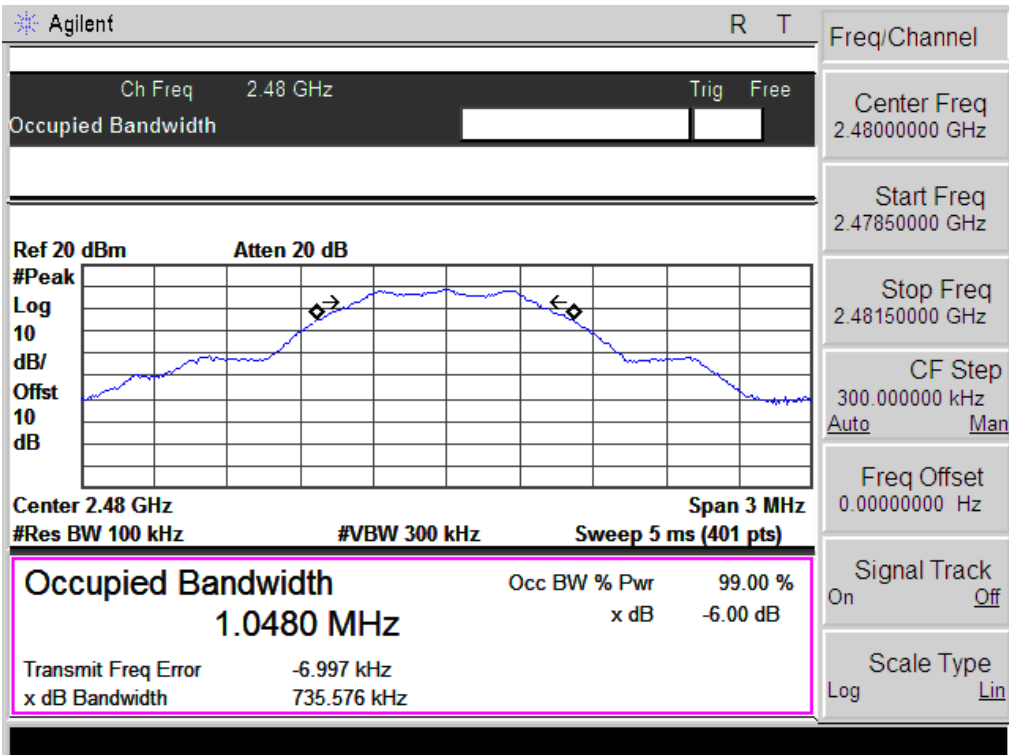 Agilent R T
Ch Freq 2.48 GHz Trig Free
Occupied Bandwidth
Ref 20 dBm Atten 20 dB
#Peak
Log
10
dB/
Offst
10
dB
Center 2.48 GHz Span 3 MHz
#Res BW 100 kHz #VBW 300 kHz Sweep 5 ms (401 pts)
Occupied Bandwidth Occ BW % Pwr 99.00 %
1.0480 MHz x dB -6.00 dB
Transmit Freq Error -6.997 kHz
x dB Bandwidth 735.576 kHz
Freq/Channel
Center Freq
2.48000000 GHz
Start Freq
2.47850000 GHz
Stop Freq
2.48150000 GHz
CF Step
300.000000 kHz
Auto Man
Freq Offset
0.00000000 Hz
Signal Track
On Off
Scale Type
Log Lin